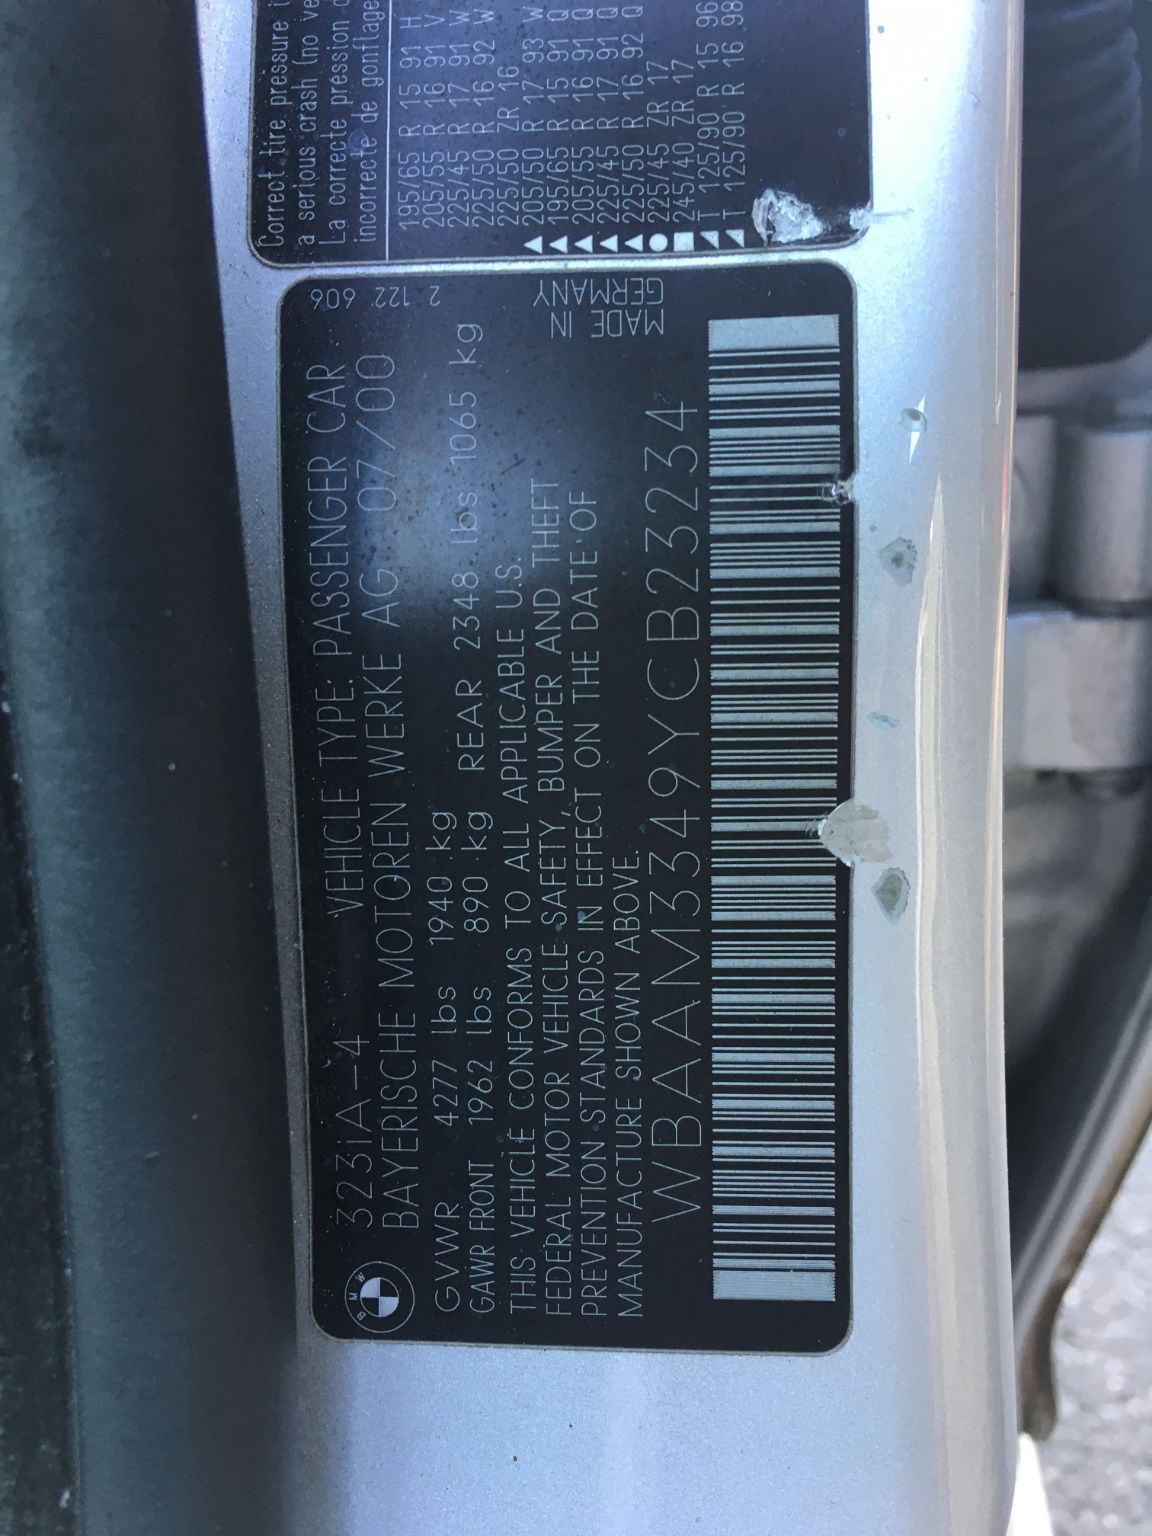 323iA-4 VEHICLE TYPE: PASSENGER CAR
BAYERISCHE MOTOREN WERKE AG 07/00
GVWR 4277 lbs 1940 kg
GAWR FRONT 1962 lbs 890 kg REAR 2348 lbs 1065 kg
THIS VEHICLE CONFORMS TO ALL APPLICABLE U.S.
FEDERAL MOTOR VEHICLE SAFETY, BUMPER AND THEFT
PREVENTION STANDARDS IN EFFECT ON THE DATE OF
MANUFACTURE SHOWN ABOVE.
WBAAM3349YCB23234
BMW
2 122 606
MADE IN
GERMANY
Correct tire pressure
a serious crash (no
La correcte pression
incorrecte de gonflage
195/65 R 15 91 H
205/55 R 16 91 V
225/45 R 17 91 W
225/50 R 16 92 W
225/50 ZR 16
▲ 205/50 R 17 93 W
▲ 195/65 R 15 91 Q
▲ 205/55 R 16 91 Q
▲ 225/45 R 17 91 Q
▲ 225/50 R 16 92 Q
● 225/45 ZR 17
■ 245/40 ZR 17
◢ T 125/90 R 15 96
◢ T 125/90 R 16 98